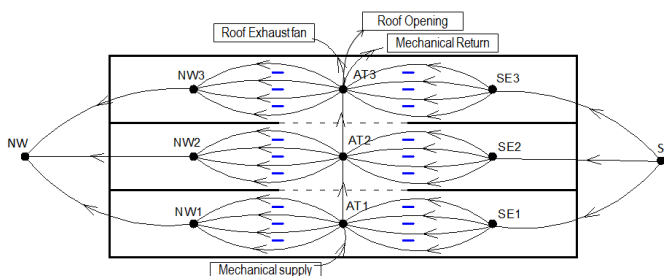 Roof Opening
Roof Exhaust fan
Mechanical Return
NW3
AT3
SE3
NW
NW2
AT2
SE2
S
NW1
AT1
SE1
Mechanical supply